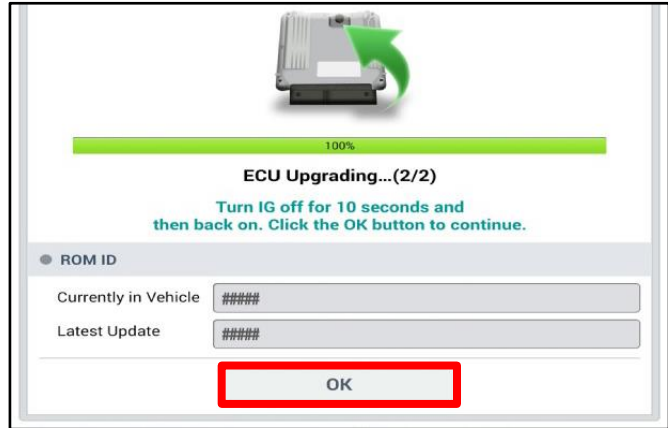 100%
ECU Upgrading...(2/2)
Turn IG off for 10 seconds and
then back on. Click the OK button to continue.
ROM ID
Currently in Vehicle #####
Latest Update #####
OK